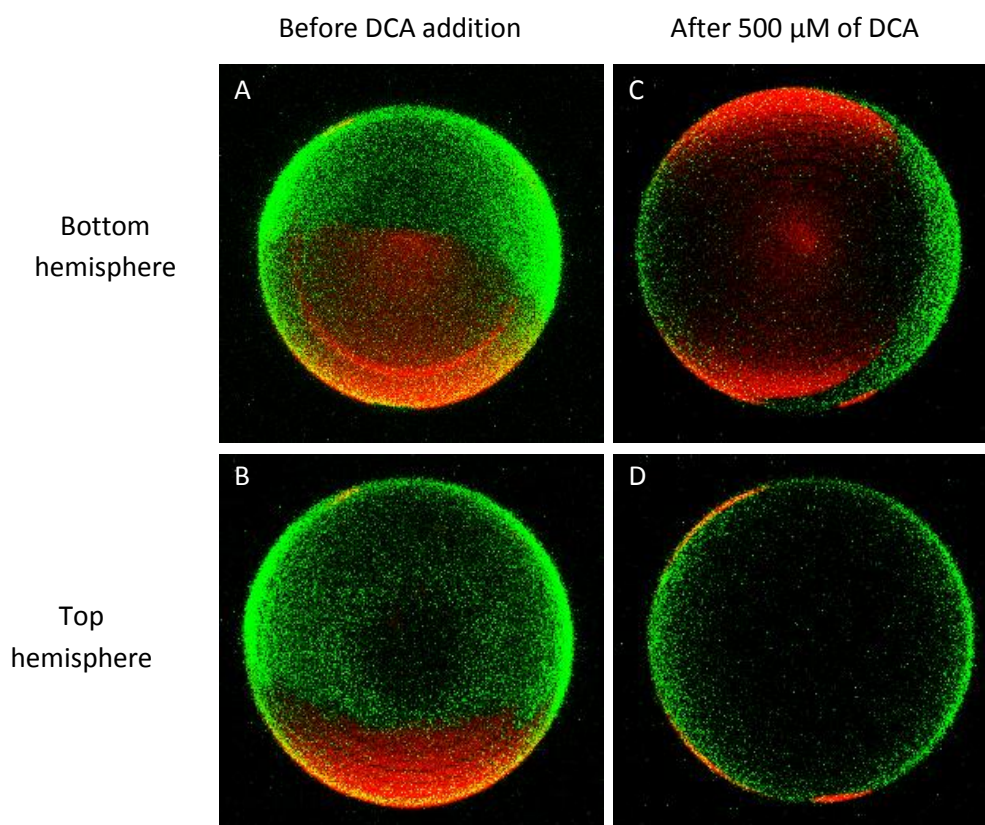 Before DCA addition
After 500 µM of DCA
Bottom
hemisphere
A
C
Top
hemisphere
B
D